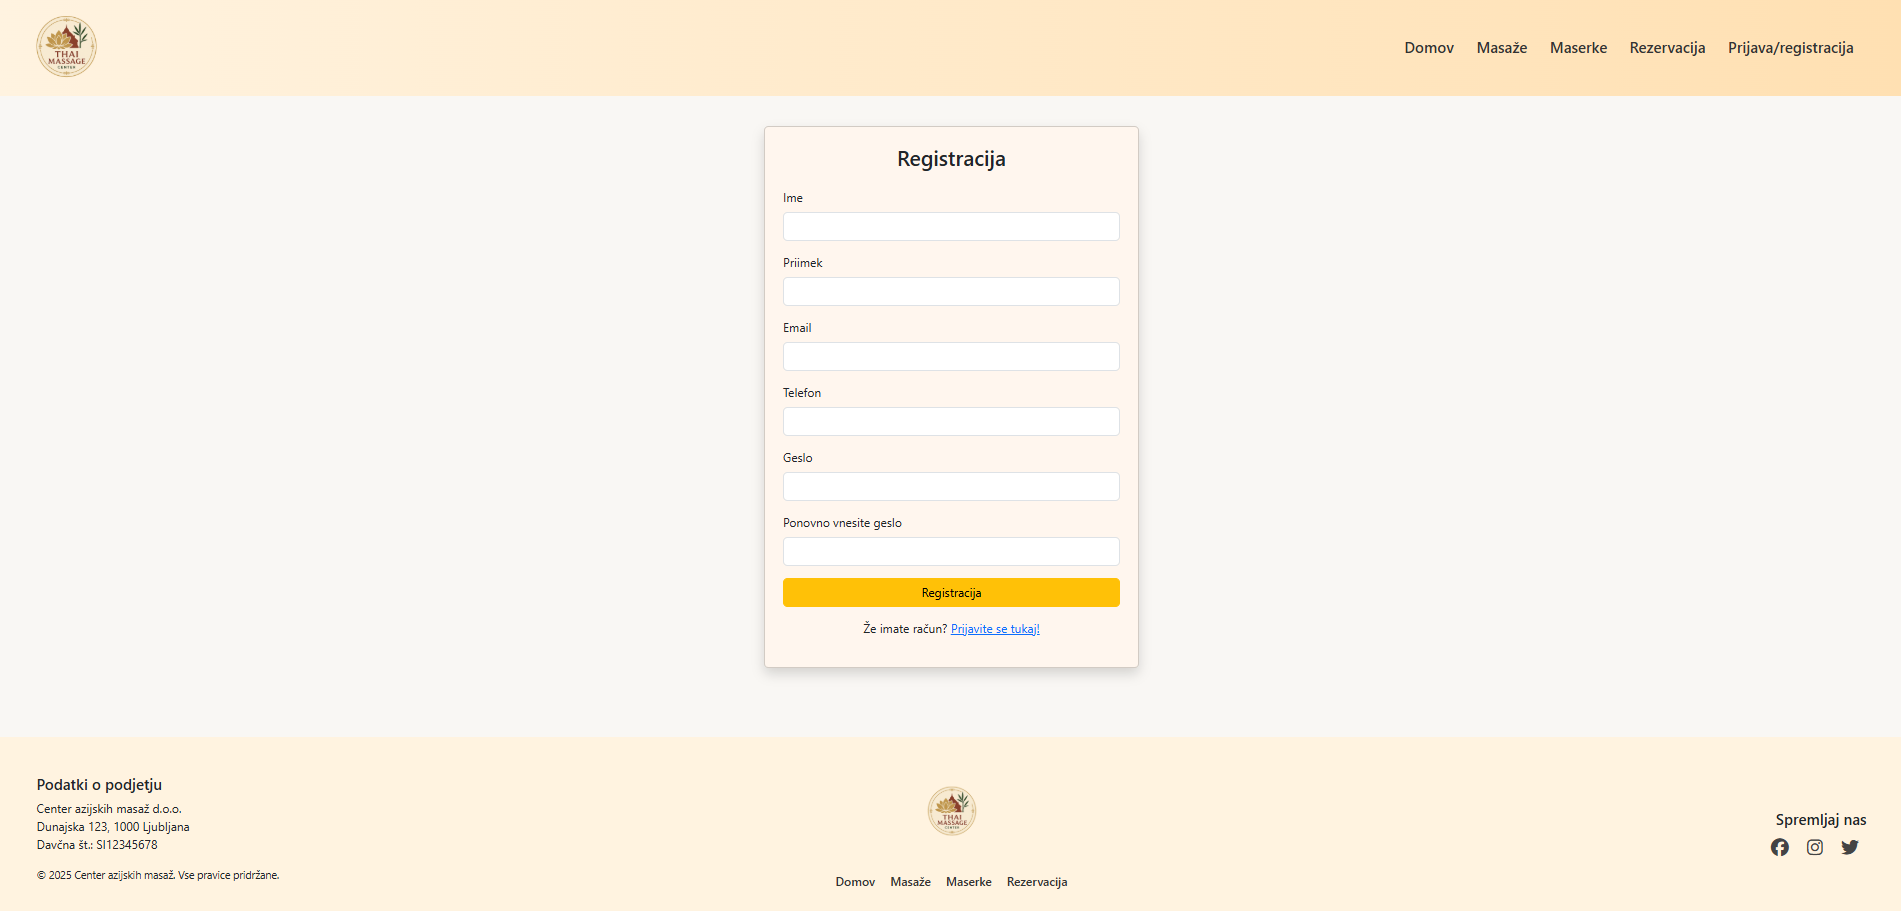 THAI
MASSAGE
CENTER
Domov Masaže Maserke Rezervacija Prijava/registracija
Registracija
Ime
Priimek
Email
Telefon
Geslo
Ponovno vnesite geslo
Registracija
Že imate račun? Prijavite se tukaj!
Podatki o podjetju
Center azijskih masaž d.o.o.
Dunajska 123, 1000 Ljubljana
Davčna št.: SI12345678
© 2025 Center azijskih masaž. Vse pravice pridržane.
THAI
MASSAGE
CENTER
Domov Masaže Maserke Rezervacija
Spremljaj nas